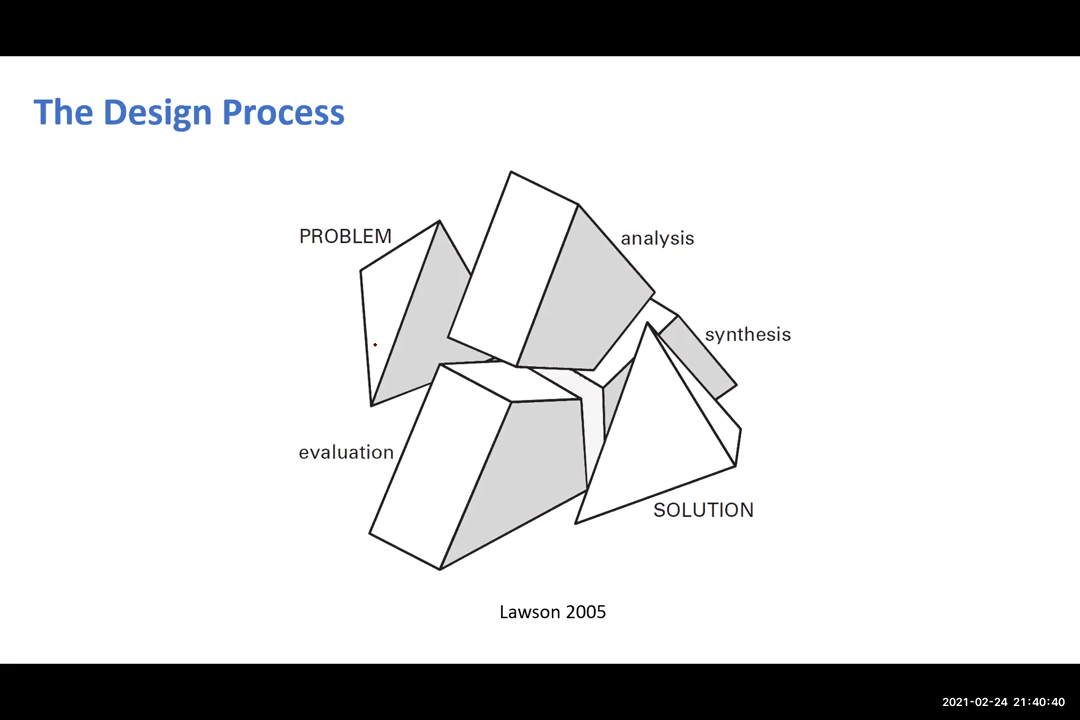 The Design Process
PROBLEM
analysis
synthesis
evaluation
SOLUTION
Lawson 2005
2021-02-24 21:40:40